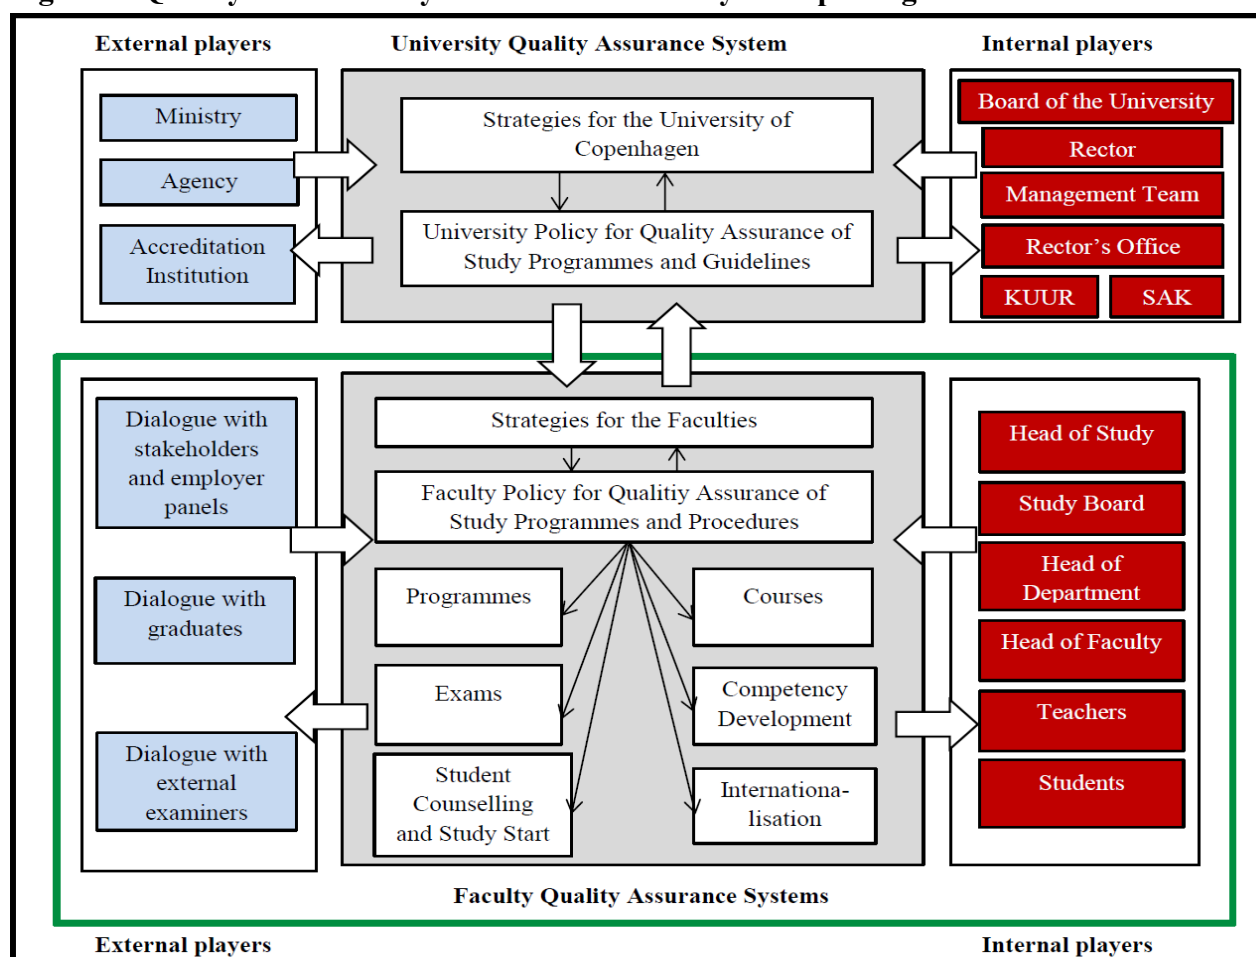 External players
University Quality Assurance System
Internal players
Ministry
Agency
Accreditation
Institution
Strategies for the University of
Copenhagen
University Policy for Quality Assurance of
Study Programmes and Guidelines
Board of the University
Rector
Management Team
Rector's Office
KUUR
SAK
Dialogue with
stakeholders
and employer
panels
Dialogue with
graduates
Dialogue with
external
examiners
Strategies for the Faculties
Faculty Policy for Qualitiy Assurance of
Study Programmes and Procedures
Programmes
Courses
Exams
Competency
Development
Student
Counselling
and Study Start
Internationa-
lisation
Head of Study
Study Board
Head of
Department
Head of Faculty
Teachers
Students
Faculty Quality Assurance Systems
External players
Internal players